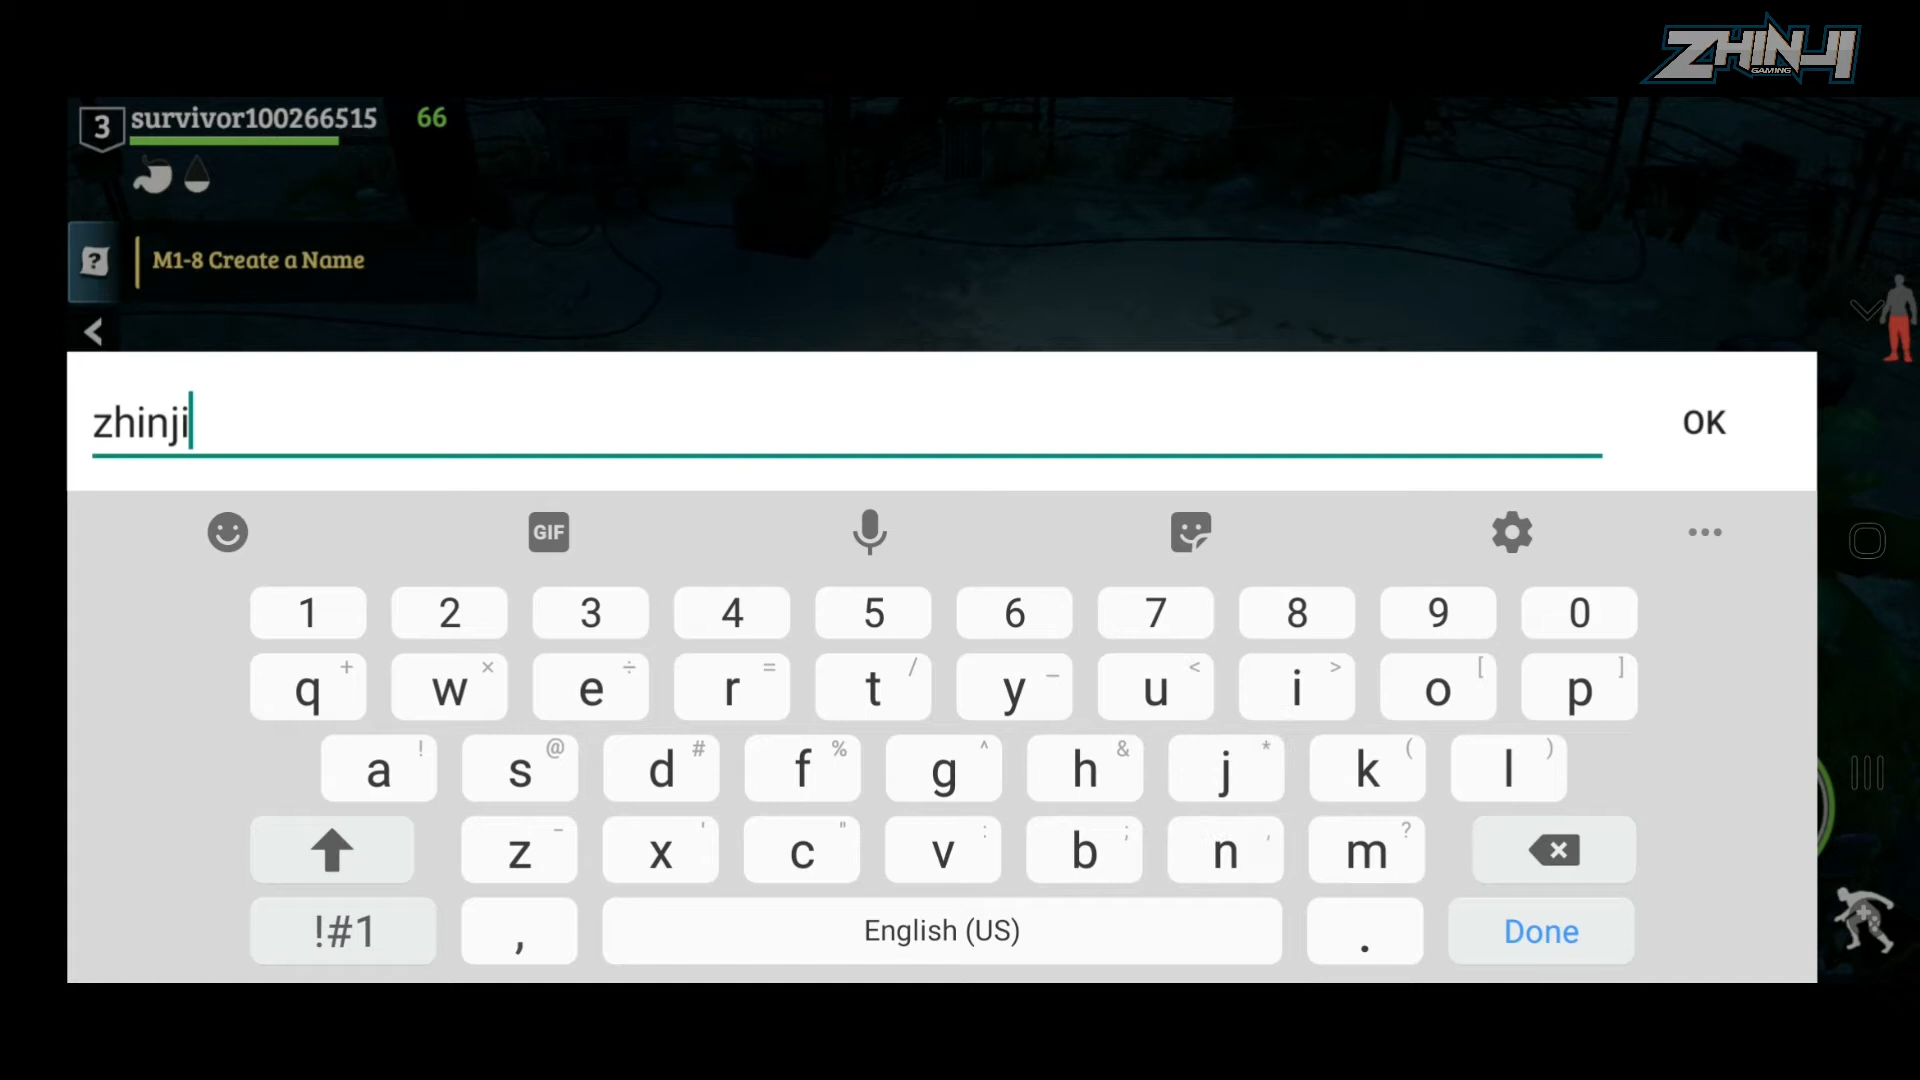 ZHINJI
GAMING
3 survivor100266515 66
? M1-8 Create a Name
zhinji OK
GIF
1 2 3 4 5 6 7 8 9 0
q + w × e ÷ r = t / y _ u < i > o [ p ]
a ! s @ d # f % g ^ h & j * k ( l )
z - x ' c " v : b ; n , m ?
!#1 , English (US) . Done